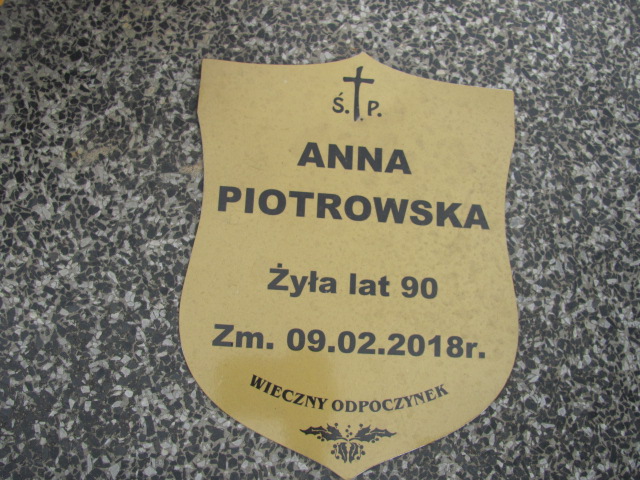 Ś. P.
ANNA
PIOTROWSKA
Żyła lat 90
Zm. 09.02.2018r.
WIECZNY ODPOCZYNEK